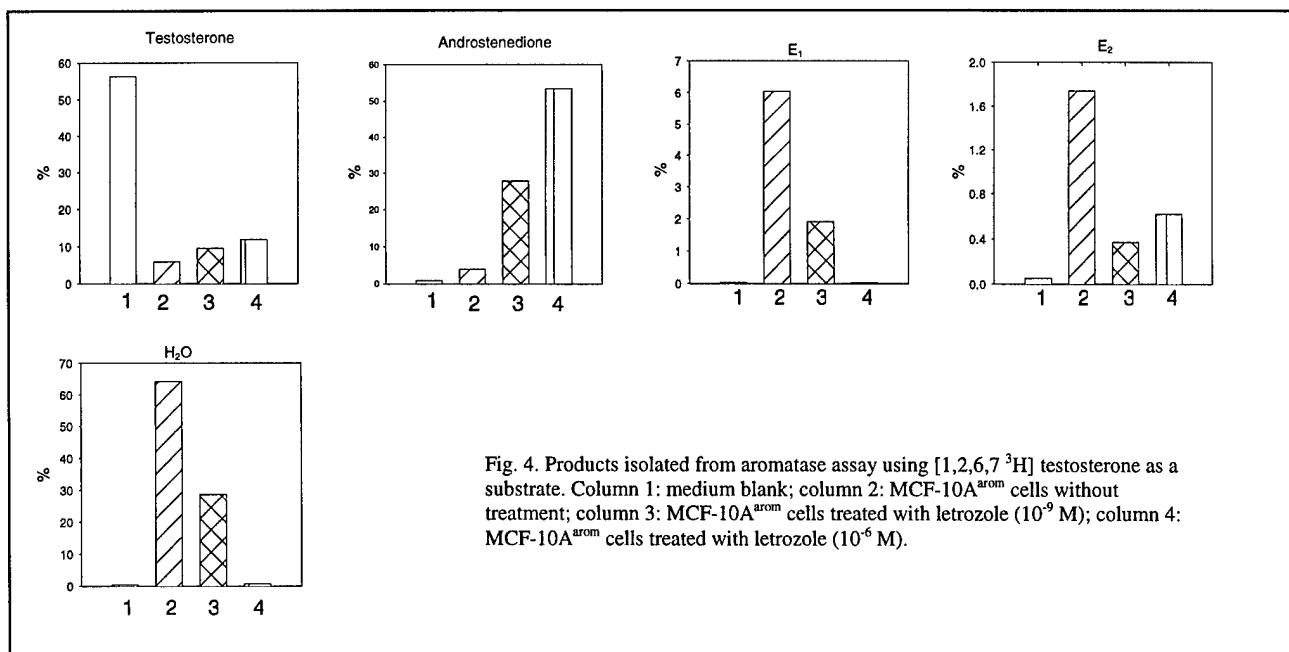 Testosterone
60
50
40
30
20
10
0
%
1 2 3 4
Androstenedione
60
50
40
30
20
10
0
%
1 2 3 4
E₁
7
6
5
4
3
2
1
0
%
1 2 3 4
E₂
2.0
1.6
1.2
0.8
0.4
0.0
%
1 2 3 4
H₂O
70
60
50
40
30
20
10
0
%
1 2 3 4
Fig. 4. Products isolated from aromatase assay using [1,2,6,7 ³H] testosterone as a
substrate. Column 1: medium blank; column 2: MCF-10Aᵃʳᵒᵐ cells without
treatment; column 3: MCF-10Aᵃʳᵒᵐ cells treated with letrozole (10⁻⁹ M); column 4:
MCF-10Aᵃʳᵒᵐ cells treated with letrozole (10⁻⁶ M).